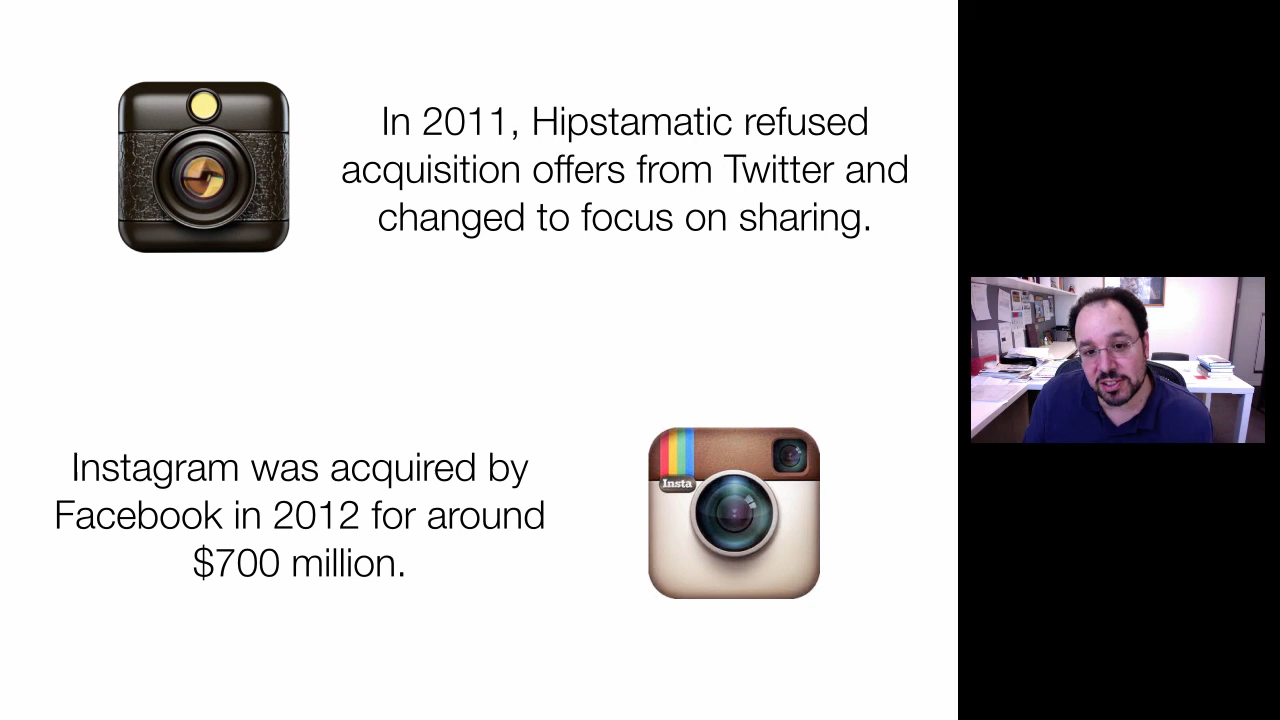 In 2011, Hipstamatic refused
acquisition offers from Twitter and
changed to focus on sharing.
Instagram was acquired by
Facebook in 2012 for around
$700 million.
Insta